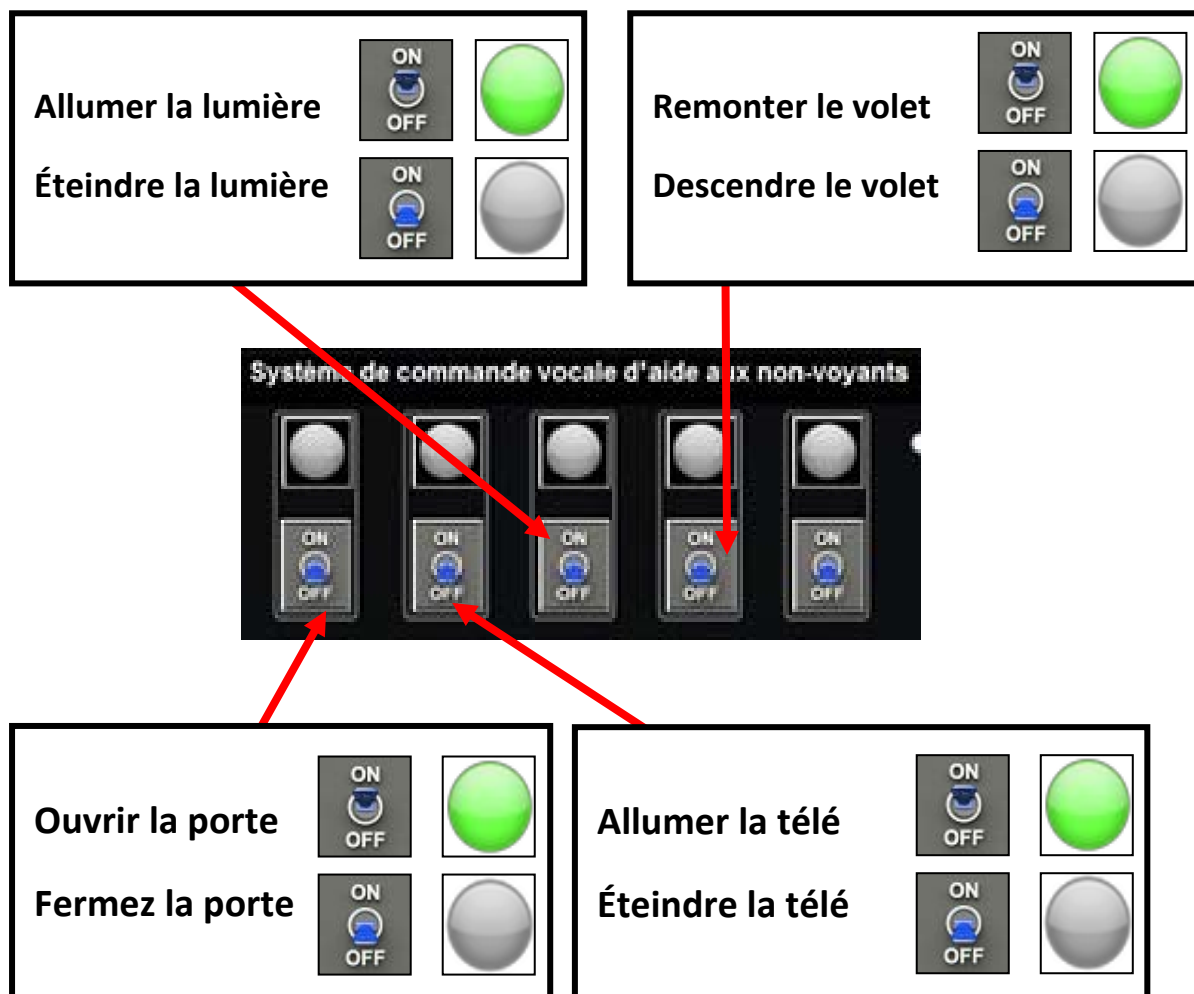 ON
Allumer la lumière
OFF
ON
Éteindre la lumière
OFF
ON
Remonter le volet
OFF
ON
Descendre le volet
OFF
Système de commande vocale d'aide aux non-voyants
ON ON ON ON ON
OFF OFF OFF OFF OFF
ON
Ouvrir la porte
OFF
ON
Fermez la porte
OFF
ON
Allumer la télé
OFF
ON
Éteindre la télé
OFF